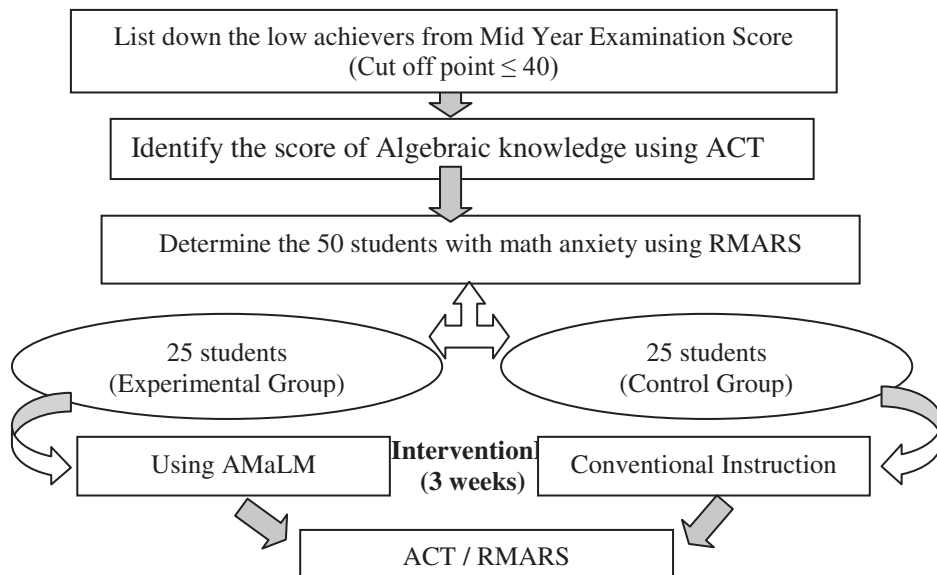 List down the low achievers from Mid Year Examination Score
(Cut off point ≤ 40)
Identify the score of Algebraic knowledge using ACT
Determine the 50 students with math anxiety using RMARS
25 students
(Experimental Group)
25 students
(Control Group)
Using AMaLM
Intervention
(3 weeks)
Conventional Instruction
ACT / RMARS